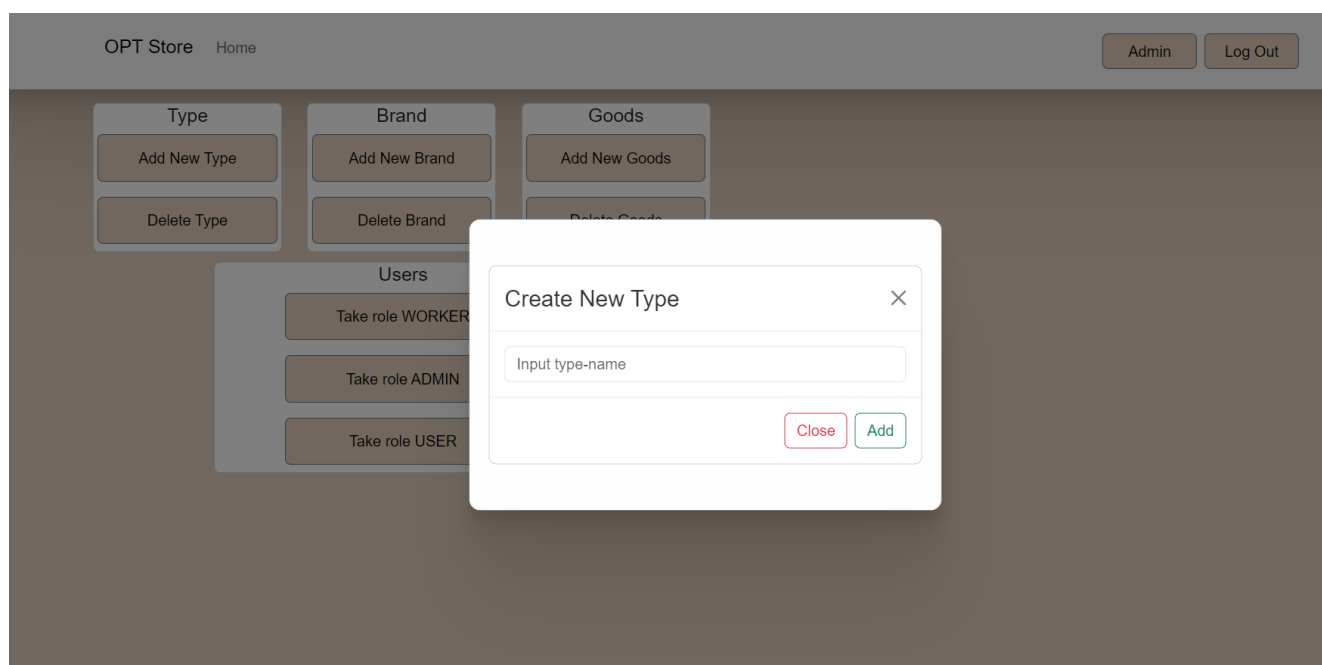 OPT Store Home Admin Log Out
Type Brand Goods
Add New Type Add New Brand Add New Goods
Delete Type Delete Brand Delete Goods
Users
Take role WORKER
Take role ADMIN
Take role USER
Create New Type
Input type-name
Close Add